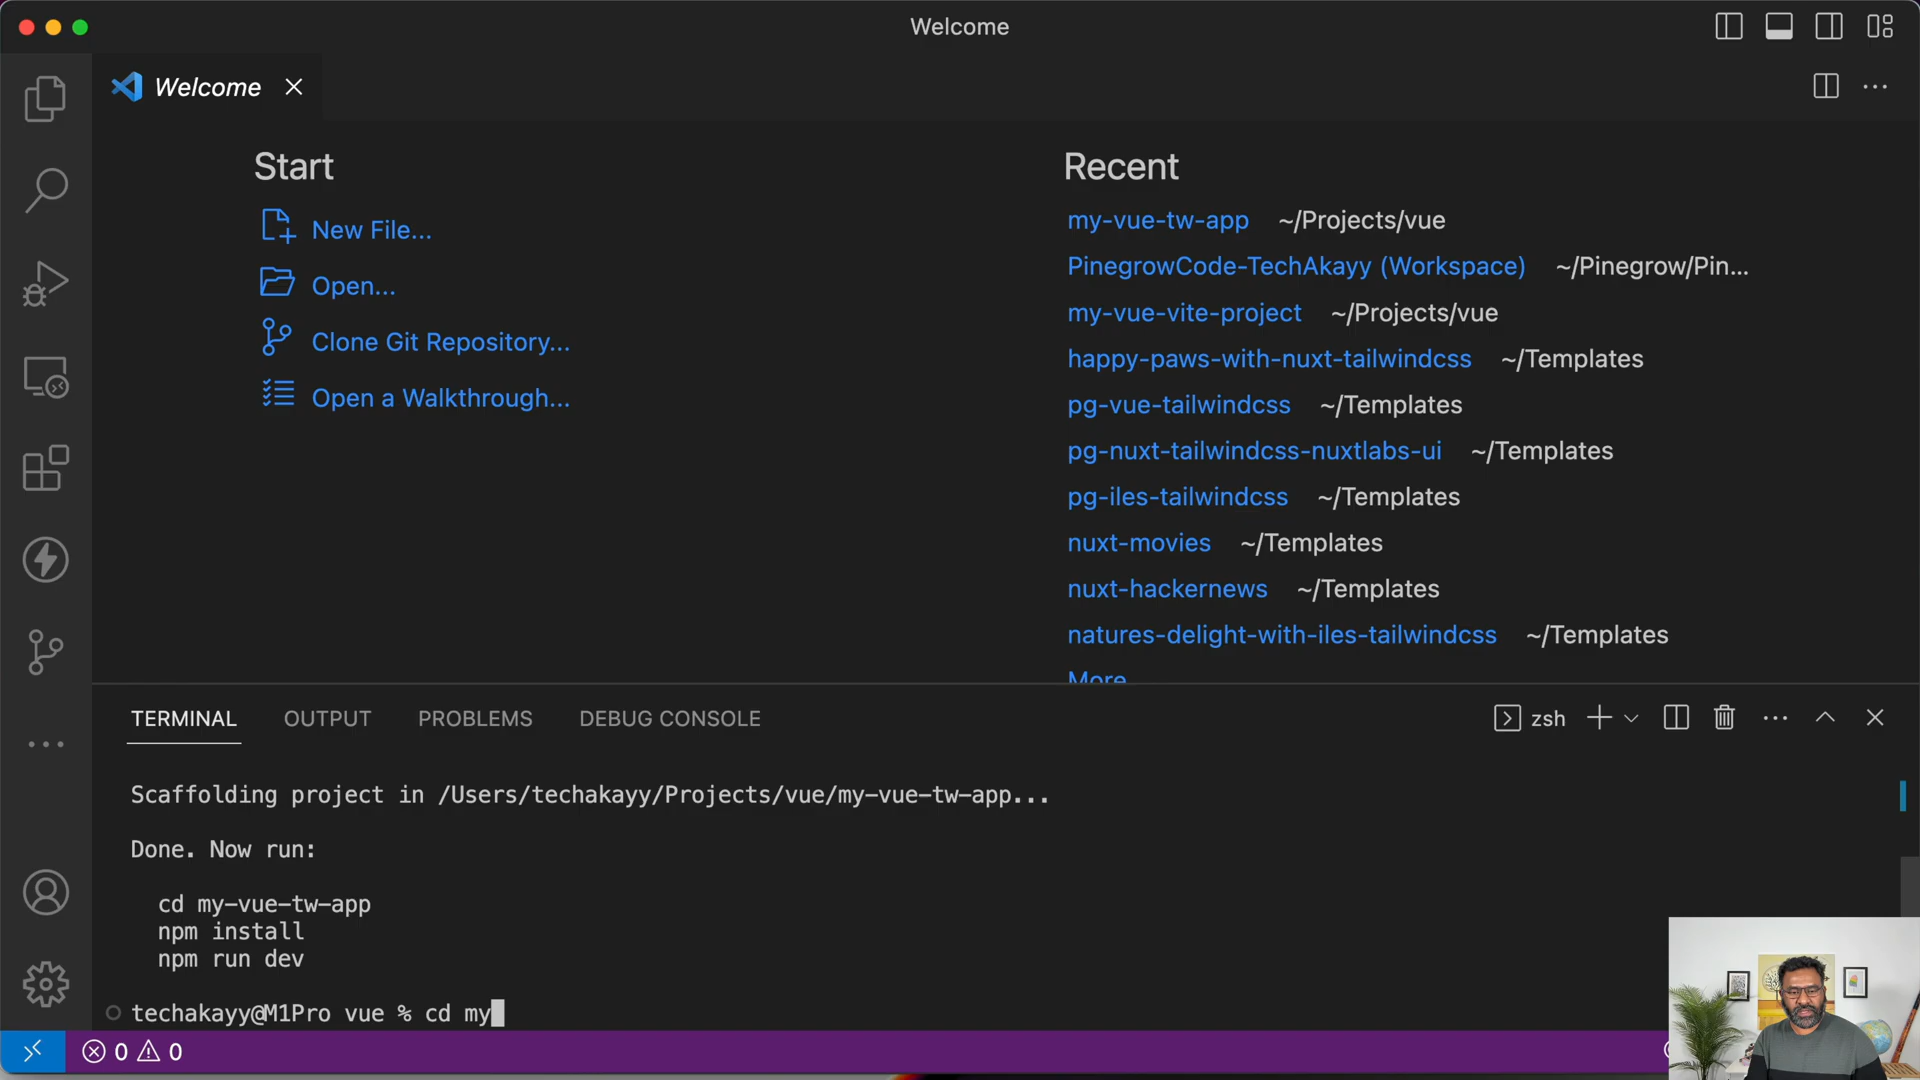 Welcome
Welcome
Start
New File...
Open...
Clone Git Repository...
Open a Walkthrough...
Recent
my-vue-tw-app ~/Projects/vue
PinegrowCode-TechAkayy (Workspace) ~/Pinegrow/Pin...
my-vue-vite-project ~/Projects/vue
happy-paws-with-nuxt-tailwindcss ~/Templates
pg-vue-tailwindcss ~/Templates
pg-nuxt-tailwindcss-nuxtlabs-ui ~/Templates
pg-iles-tailwindcss ~/Templates
nuxt-movies ~/Templates
nuxt-hackernews ~/Templates
natures-delight-with-iles-tailwindcss ~/Templates
More
TERMINAL OUTPUT PROBLEMS DEBUG CONSOLE zsh
Scaffolding project in /Users/techakayy/Projects/vue/my-vue-tw-app...
Done. Now run:
cd my-vue-tw-app
npm install
npm run dev
techakayy@M1Pro vue % cd my
0 0